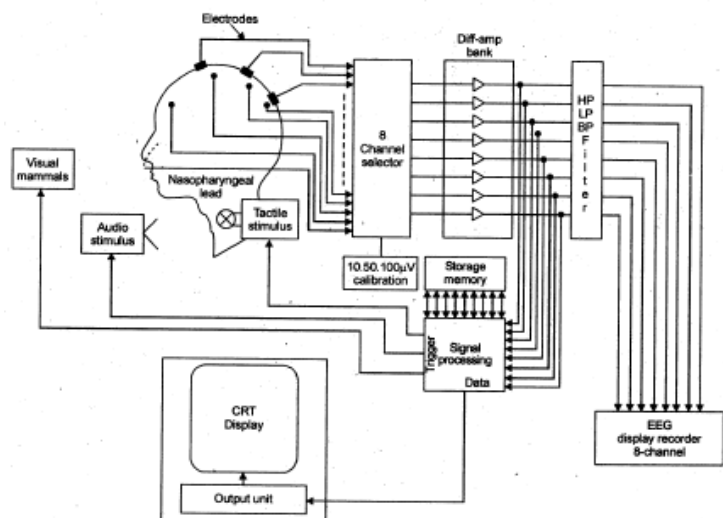 Electrodes
Diff-amp
bank
8
Channel
selector
HP
LP
BP
F
i
l
t
e
r
Visual
mammals
Nasopharyngeal
lead
Audio
stimulus
Tactile
stimulus
10.50.100µV
calibration
Storage
memory
Trigger
Signal
processing
Data
CRT
Display
Output unit
EEG
display recorder
8-channel